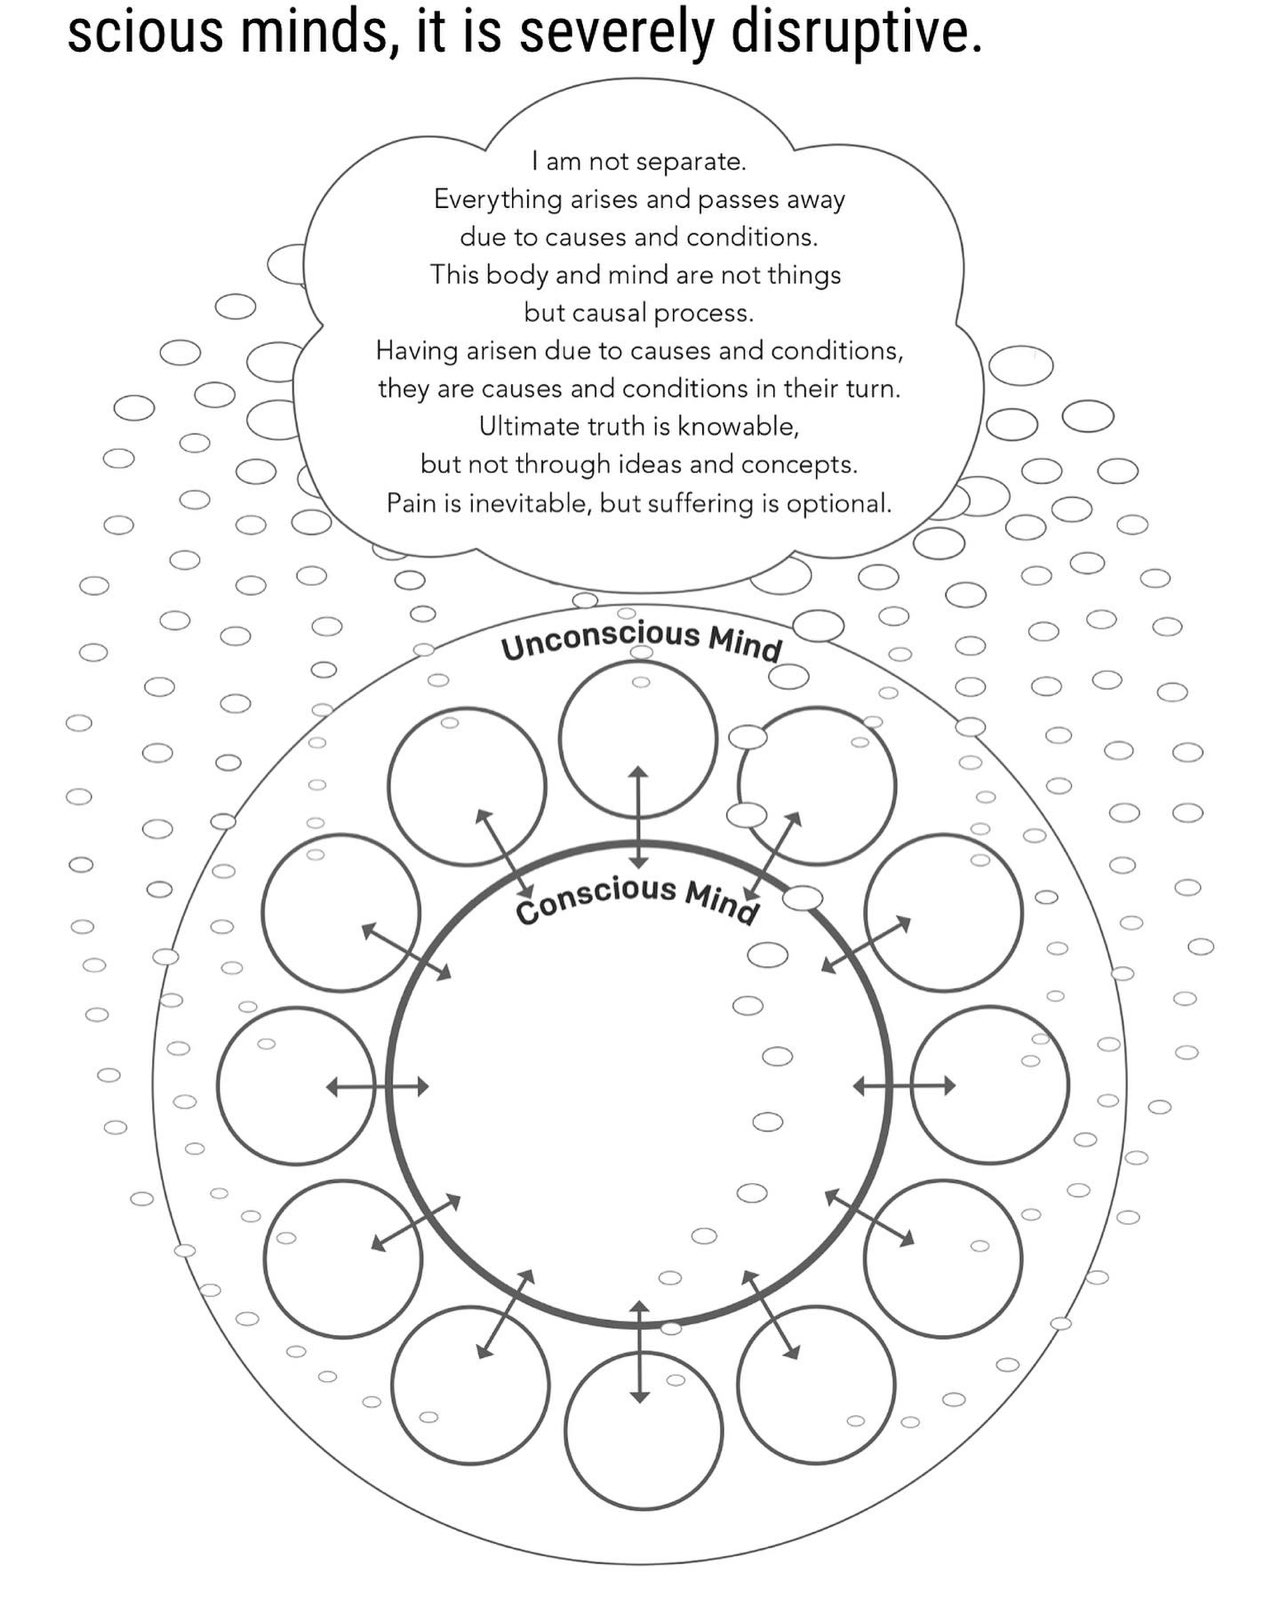 scious minds, it is severely disruptive.
I am not separate.
Everything arises and passes away
due to causes and conditions.
This body and mind are not things
but causal process.
Having arisen due to causes and conditions,
they are causes and conditions in their turn.
Ultimate truth is knowable,
but not through ideas and concepts.
Pain is inevitable, but suffering is optional.
Unconscious Mind
Conscious Mind